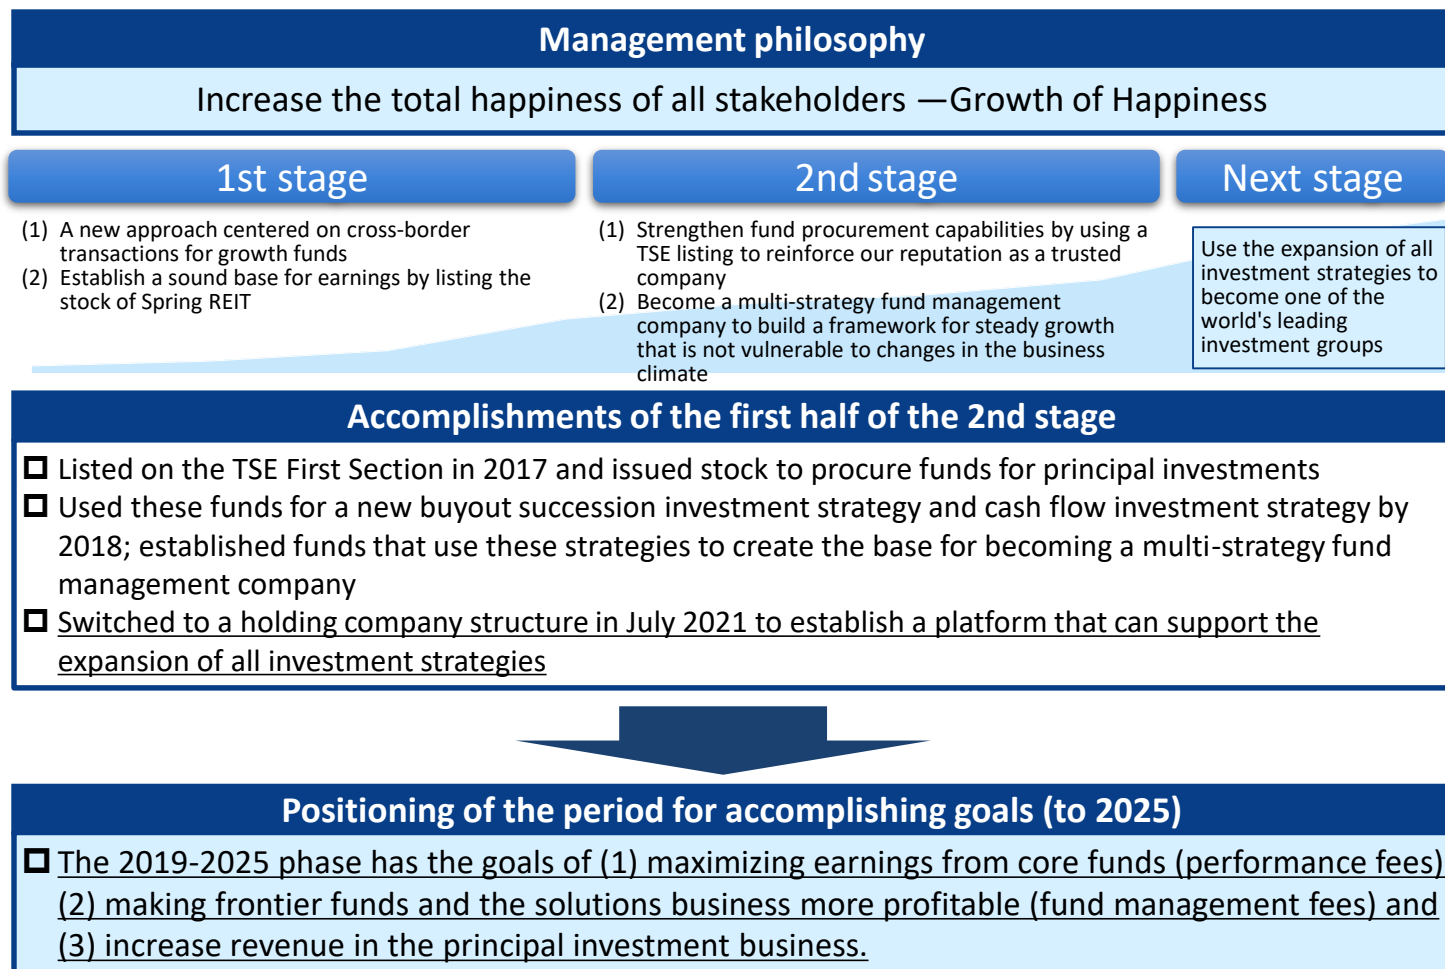 Management philosophy
Increase the total happiness of all stakeholders —Growth of Happiness
1st stage
(1) A new approach centered on cross-border
transactions for growth funds
(2) Establish a sound base for earnings by listing the
stock of Spring REIT
2nd stage
(1) Strengthen fund procurement capabilities by using a
TSE listing to reinforce our reputation as a trusted
company
(2) Become a multi-strategy fund management
company to build a framework for steady growth
that is not vulnerable to changes in the business
climate
Next stage
Use the expansion of all
investment strategies to
become one of the
world's leading
investment groups
Accomplishments of the first half of the 2nd stage
Listed on the TSE First Section in 2017 and issued stock to procure funds for principal investments
Used these funds for a new buyout succession investment strategy and cash flow investment strategy by
2018; established funds that use these strategies to create the base for becoming a multi-strategy fund
management company
Switched to a holding company structure in July 2021 to establish a platform that can support the
expansion of all investment strategies
Positioning of the period for accomplishing goals (to 2025)
The 2019-2025 phase has the goals of (1) maximizing earnings from core funds (performance fees)
(2) making frontier funds and the solutions business more profitable (fund management fees) and
(3) increase revenue in the principal investment business.